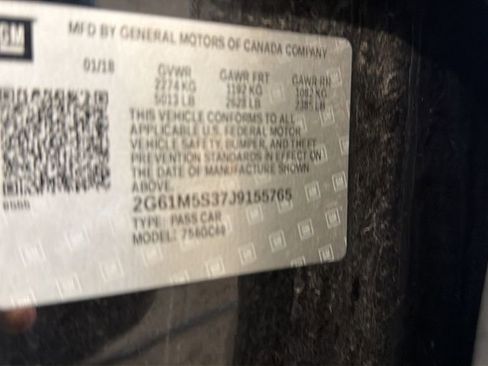 GM
MFD BY GENERAL MOTORS OF CANADA COMPANY
01/18 GVWR GAWR FRT GAWR RR
2274 KG 1192 KG 1082 KG
5013 LB 2628 LB 2385 LB
THIS VEHICLE CONFORMS TO ALL
APPLICABLE U.S. FEDERAL MOTOR
VEHICLE SAFETY, BUMPER, AND THEFT
PREVENTION STANDARDS IN EFFECT ON
THE DATE OF MANUFACTURE SHOWN
ABOVE.
2G61M5S37J9155765
TYPE: PASS CAR
MODEL: